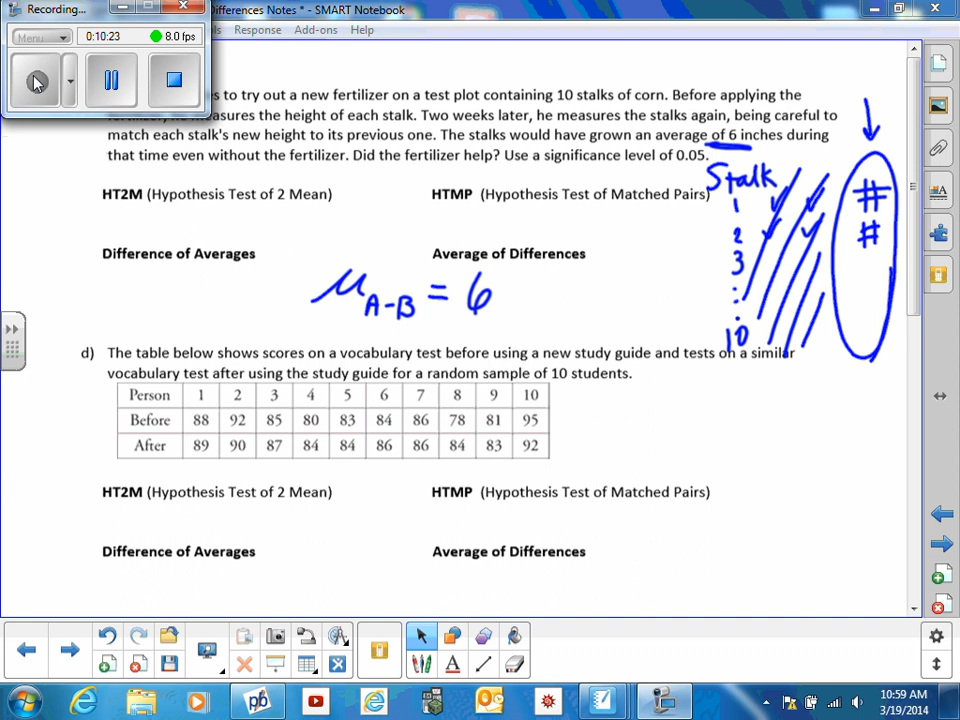 Recording...
Differences Notes * - SMART Notebook
Menu
0:10:23
8.0 fps
Response Add-ons Help
s to try out a new fertilizer on a test plot containing 10 stalks of corn. Before applying the
measures the height of each stalk. Two weeks later, he measures the stalks again, being careful to
match each stalk's new height to its previous one. The stalks would have grown an average of 6 inches during
that time even without the fertilizer. Did the fertilizer help? Use a significance level of 0.05.
HT2M (Hypothesis Test of 2 Mean) HTMP (Hypothesis Test of Matched Pairs)
Stalk
1
2
3
:
10
#
#
Difference of Averages Average of Differences
μA-B = 6
d) The table below shows scores on a vocabulary test before using a new study guide and tests on a similar
vocabulary test after using the study guide for a random sample of 10 students.
Person 1 2 3 4 5 6 7 8 9 10
Before 88 92 85 80 83 84 86 78 81 95
After 89 90 87 84 84 86 86 84 83 92
HT2M (Hypothesis Test of 2 Mean) HTMP (Hypothesis Test of Matched Pairs)
Difference of Averages Average of Differences
10:59 AM
3/19/2014